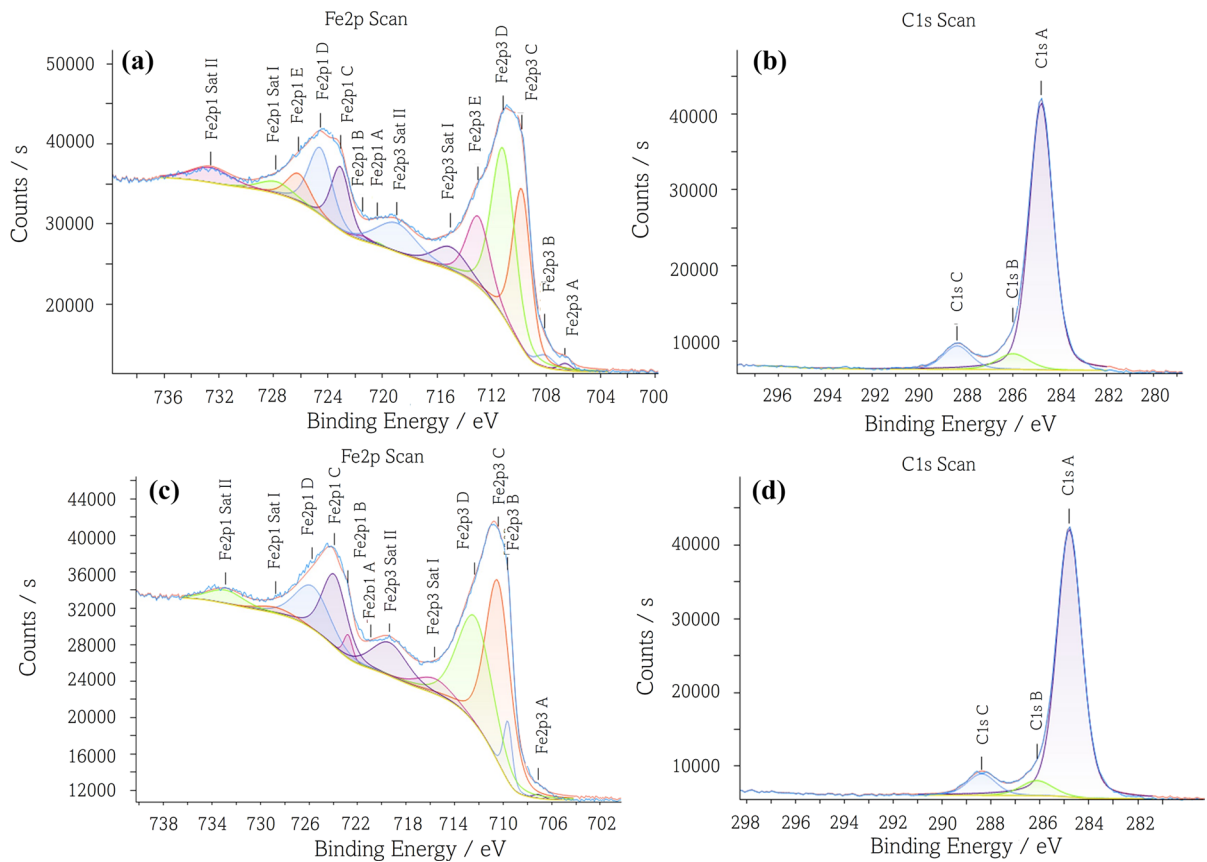 Fe2p Scan
(a)
Counts / s
50000
40000
30000
20000
Fe2p1 Sat II
Fe2p1 Sat I
Fe2p1 E
Fe2p1 D
Fe2p1 C
Fe2p1 B
Fe2p1 A
Fe2p3 Sat II
Fe2p3 Sat I
Fe2p3 E
Fe2p3 D
Fe2p3 C
Fe2p3 B
Fe2p3 A
736 732 728 724 720 716 712 708 704 700
Binding Energy / eV
C1s Scan
(b)
Counts / s
40000
30000
20000
10000
C1s C
C1s B
C1s A
296 294 292 290 288 286 284 282 280
Binding Energy / eV
Fe2p Scan
(c)
Counts / s
44000
40000
36000
32000
28000
24000
20000
16000
12000
Fe2p1 Sat II
Fe2p1 Sat I
Fe2p1 D
Fe2p1 C
Fe2p1 B
Fe2p1 A
Fe2p3 Sat II
Fe2p3 Sat I
Fe2p3 D
Fe2p3 C
Fe2p3 B
Fe2p3 A
738 734 730 726 722 718 714 710 706 702
Binding Energy / eV
C1s Scan
(d)
Counts / s
40000
30000
20000
10000
C1s C
C1s B
C1s A
298 296 294 292 290 288 286 284 282
Binding Energy / eV